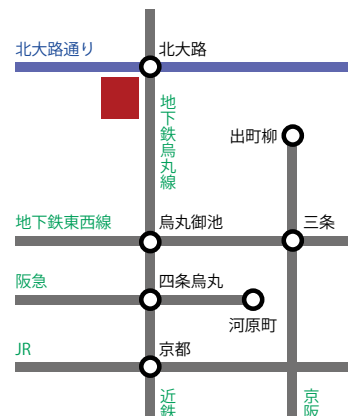 北大路通り
北大路
地下鉄烏丸線
出町柳
地下鉄東西線
烏丸御池
三条
阪急
四条烏丸
河原町
JR
京都
近鉄
京阪